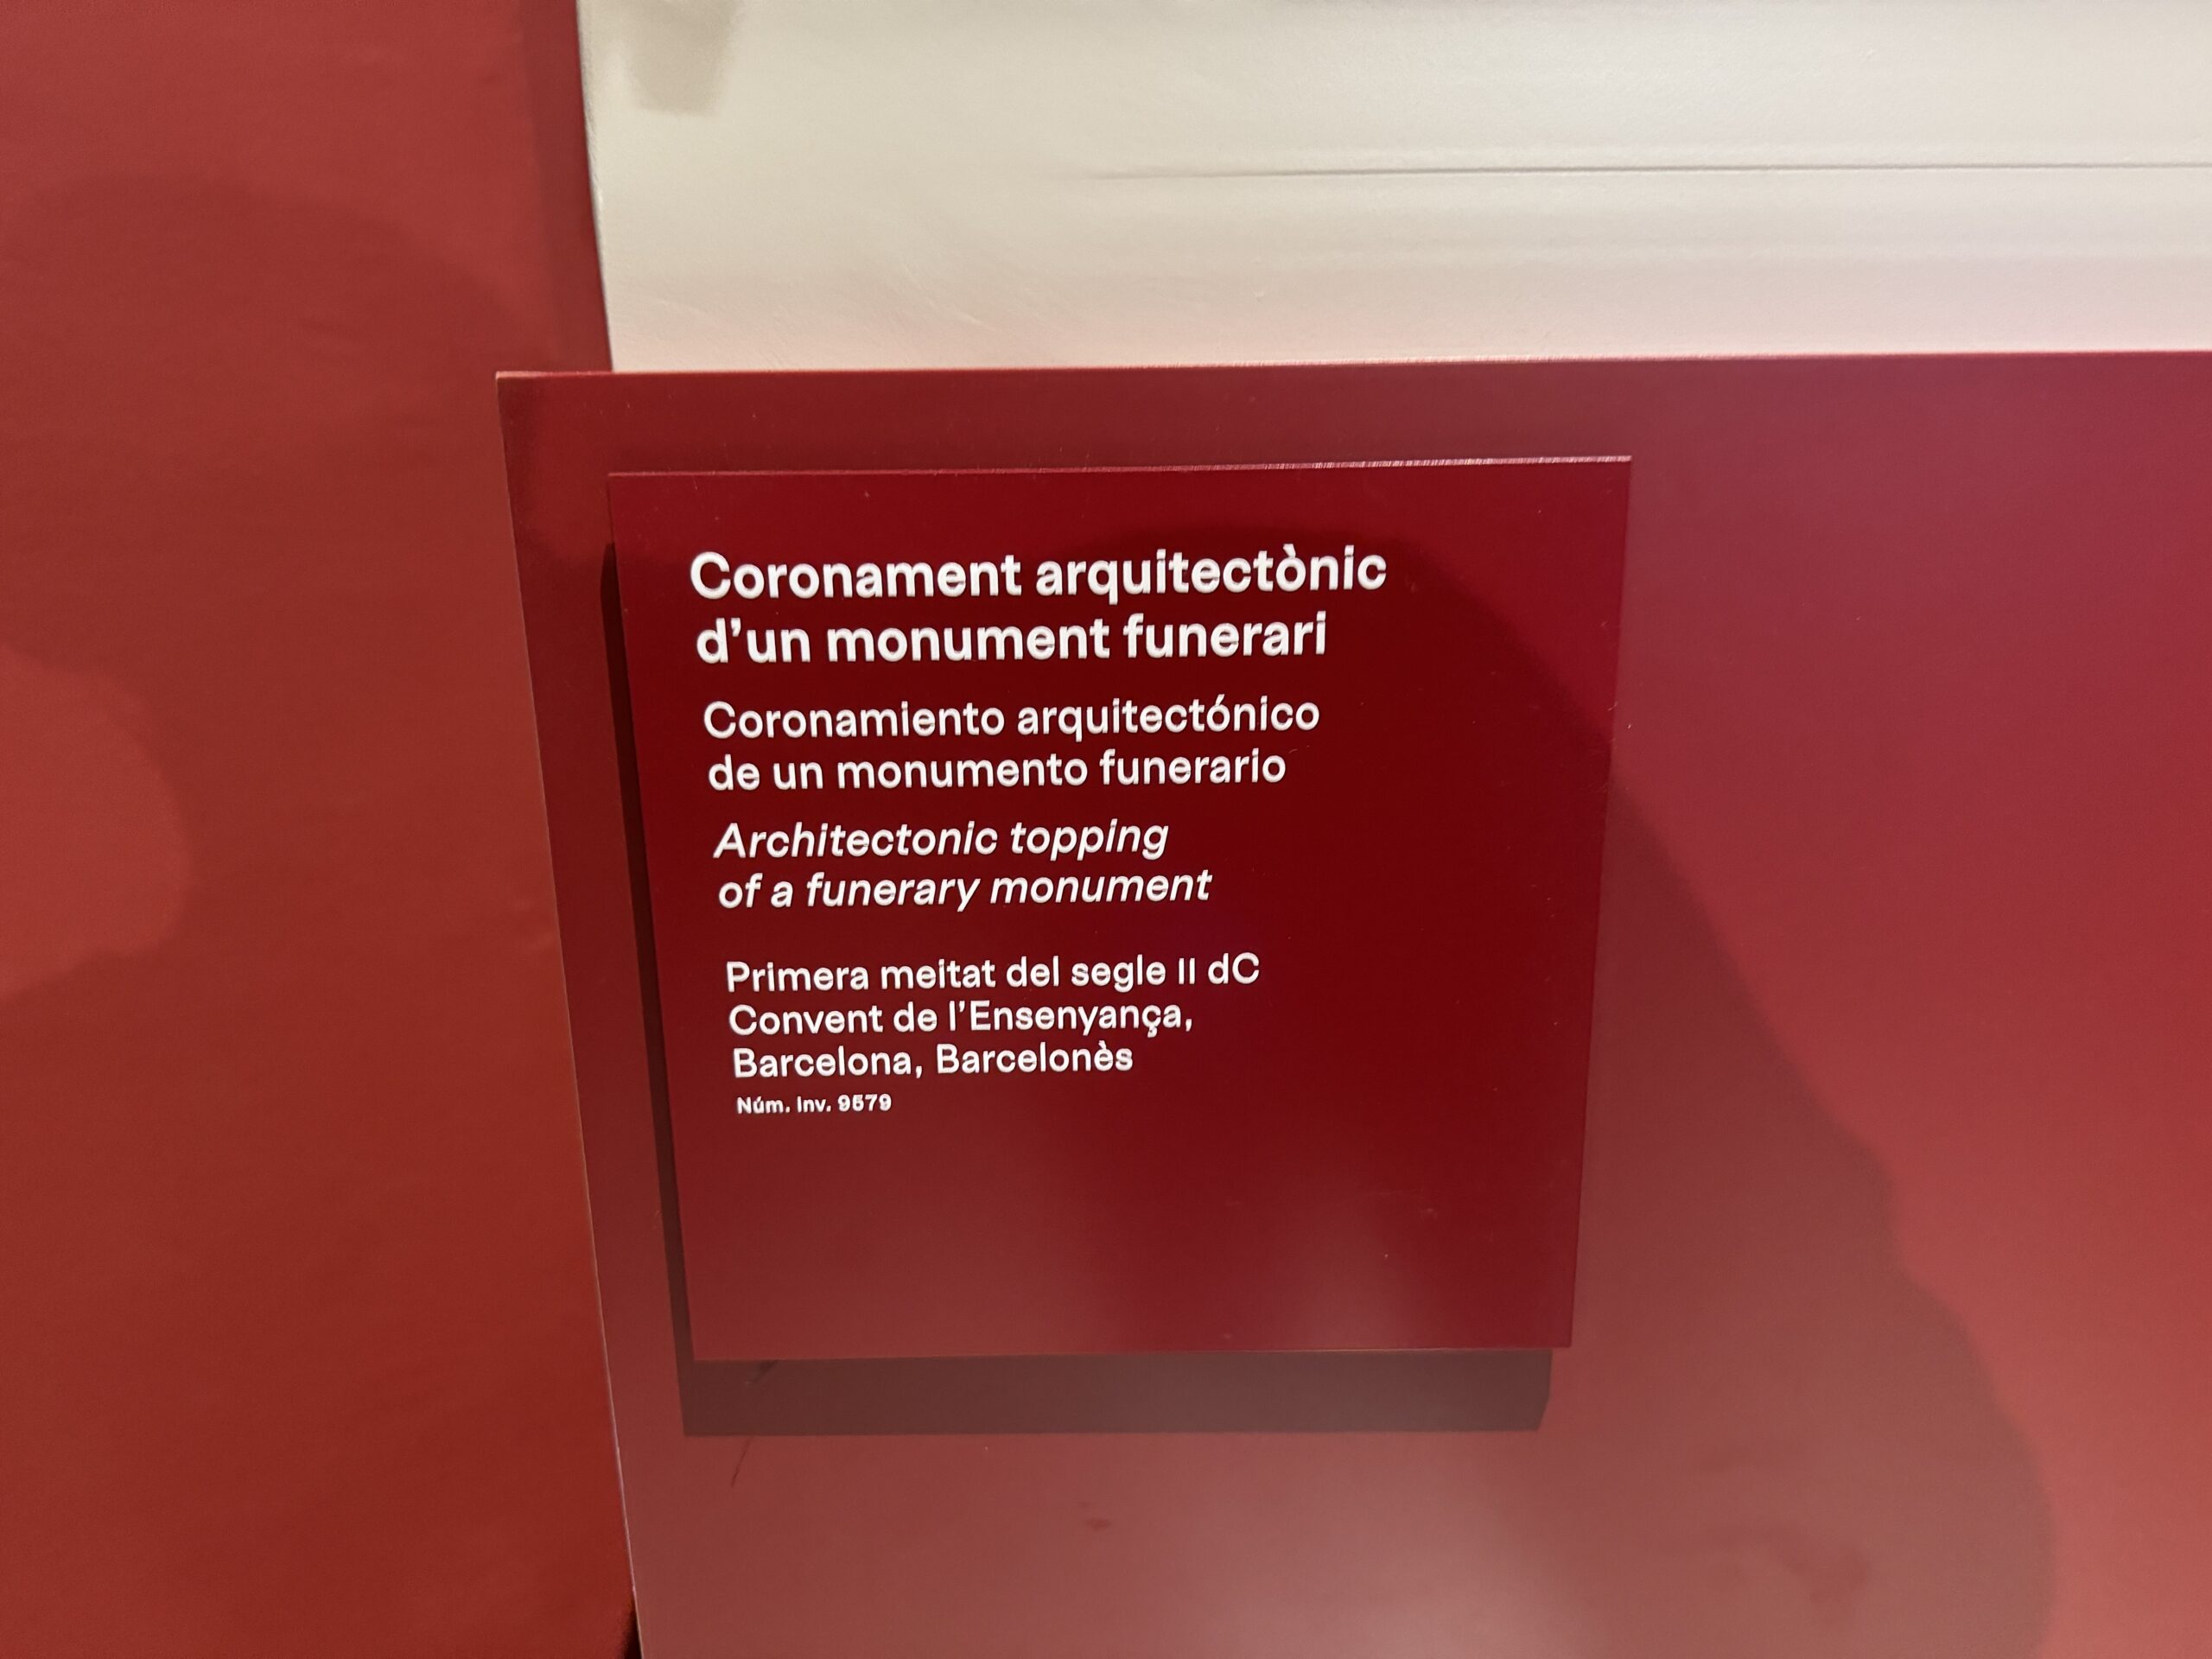 Coronament arquitectònic
d’un monument funerari
Coronamiento arquitectónico
de un monumento funerario
Architectonic topping
of a funerary monument
Primera meitat del segle II dC
Convent de l’Ensenyança,
Barcelona, Barcelonès
Núm. Inv. 9579